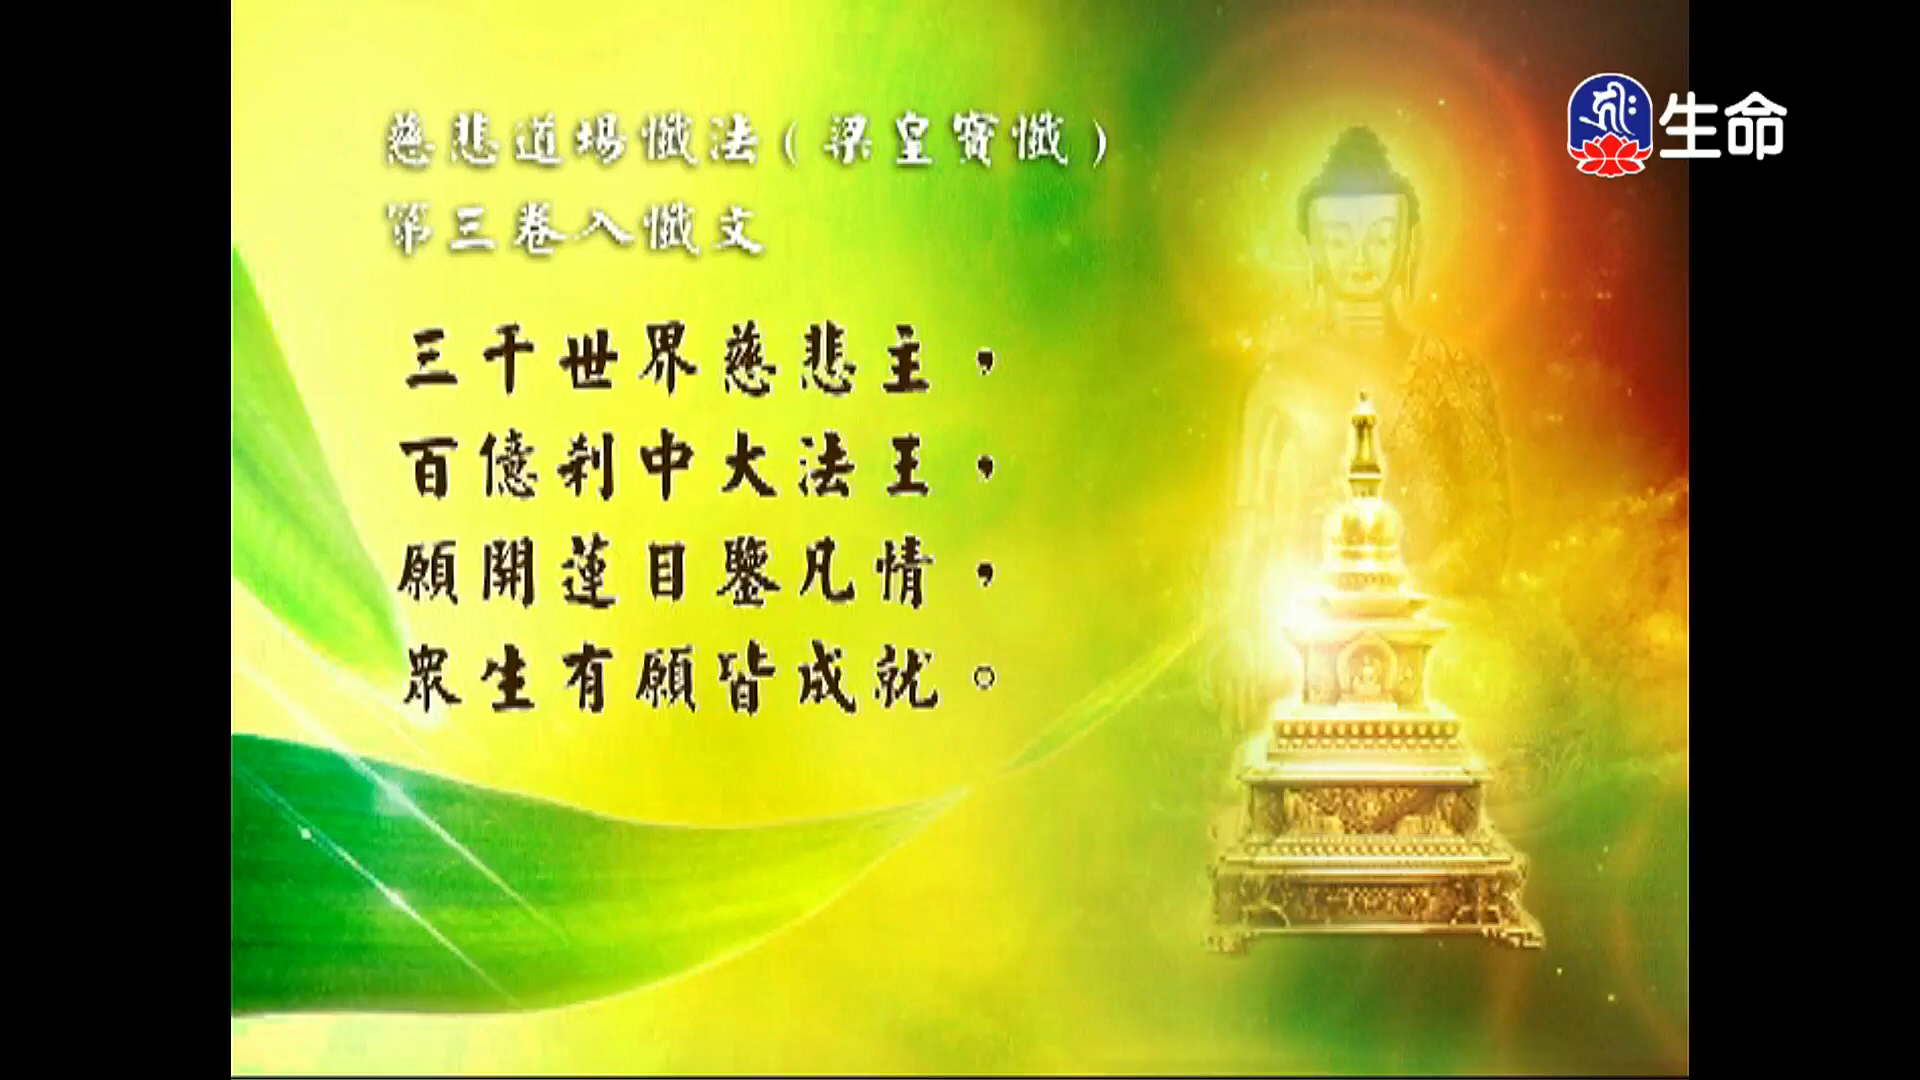 慈悲道場懺法(梁皇寶懺)
第三卷入懺文
三千世界慈悲主,
百億剎中大法王,
願開蓮目鑒凡情,
眾生有願皆成就。
生命